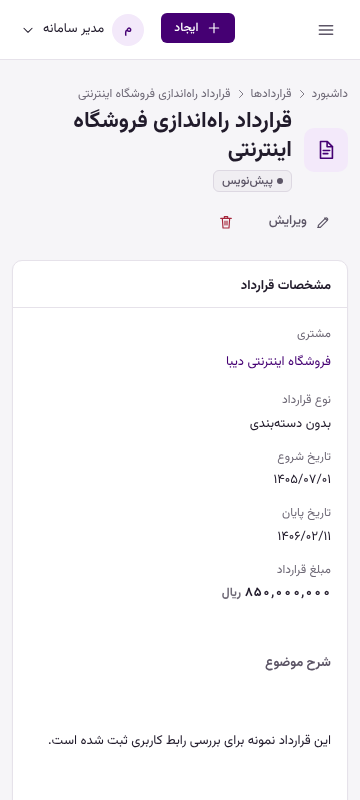 ایجاد
م
مدیر سامانه
داشبورد
قراردادها
قرارداد راه‌اندازی فروشگاه اینترنتی
قرارداد راه‌اندازی فروشگاه
اینترنتی
پیش‌نویس
ویرایش
مشخصات قرارداد
مشتری
فروشگاه اینترنتی دیبا
نوع قرارداد
بدون دسته‌بندی
تاریخ شروع
۱۴۰۵/۰۷/۰۱
تاریخ پایان
۱۴۰۶/۰۲/۱۱
مبلغ قرارداد
۸۵۰,۰۰۰,۰۰۰ ریال
شرح موضوع
این قرارداد نمونه برای بررسی رابط کاربری ثبت شده است.